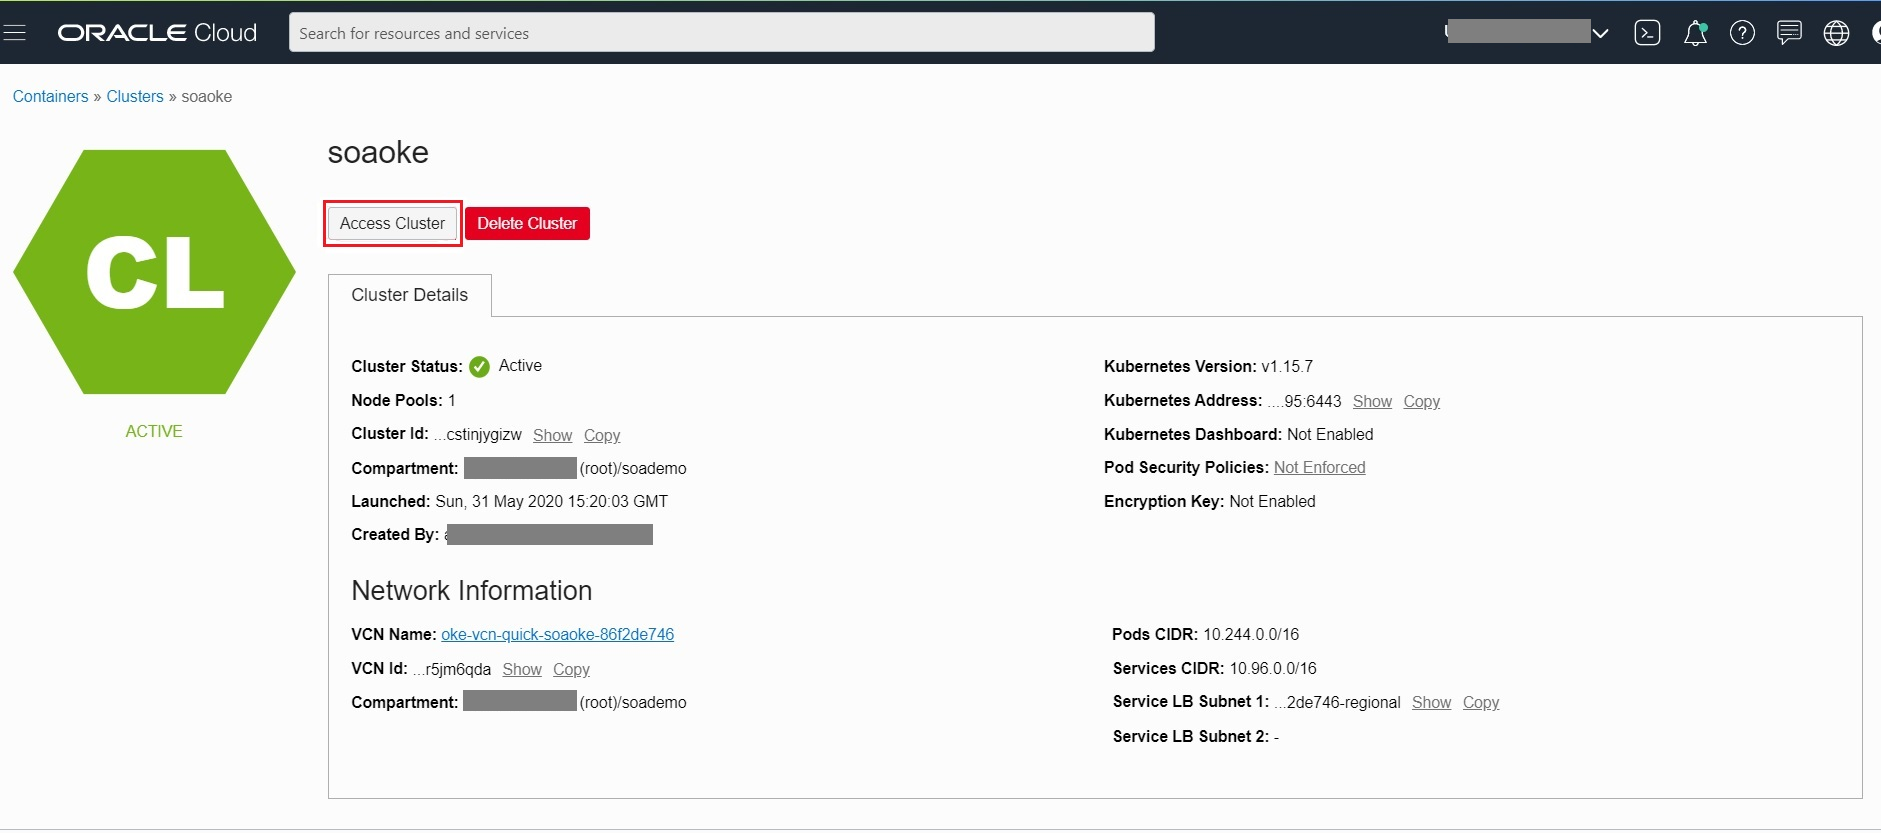 ORACLE Cloud Search for resources and services
Containers » Clusters » soaoke
soaoke
CL
ACTIVE
Access Cluster Delete Cluster
Cluster Details
Cluster Status: Active
Node Pools: 1
Cluster Id: ...cstinjygizw Show Copy
Compartment: (root)/soademo
Launched: Sun, 31 May 2020 15:20:03 GMT
Created By:
Kubernetes Version: v1.15.7
Kubernetes Address: ....95:6443 Show Copy
Kubernetes Dashboard: Not Enabled
Pod Security Policies: Not Enforced
Encryption Key: Not Enabled
Network Information
VCN Name: oke-vcn-quick-soaoke-86f2de746
VCN Id: ...r5jm6qda Show Copy
Compartment: (root)/soademo
Pods CIDR: 10.244.0.0/16
Services CIDR: 10.96.0.0/16
Service LB Subnet 1: ...2de746-regional Show Copy
Service LB Subnet 2: -